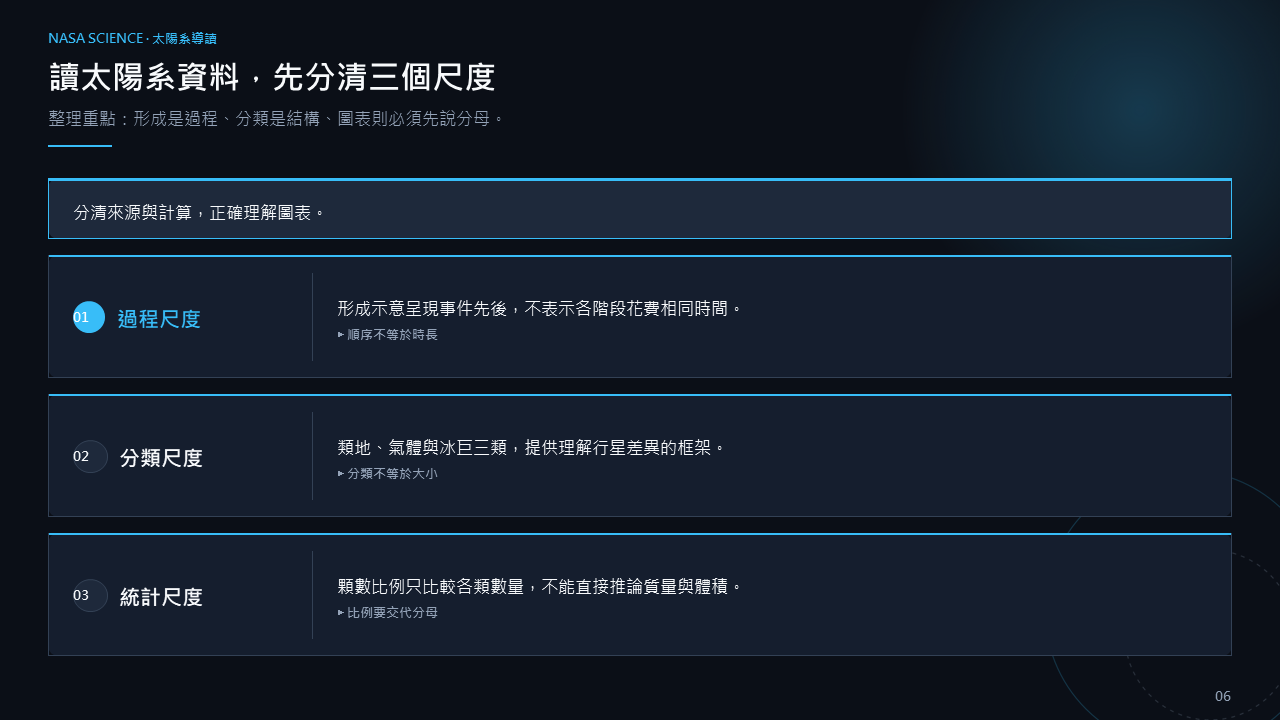 NASA SCIENCE · 太陽系導讀
讀太陽系資料，先分清三個尺度
整理重點：形成是過程、分類是結構、圖表則必須先說分母。
分清來源與計算，正確理解圖表。
01 過程尺度
形成示意呈現事件先後，不表示各階段花費相同時間。
▸ 順序不等於時長
02 分類尺度
類地、氣體與冰巨三類，提供理解行星差異的框架。
▸ 分類不等於大小
03 統計尺度
顆數比例只比較各類數量，不能直接推論質量與體積。
▸ 比例要交代分母
06